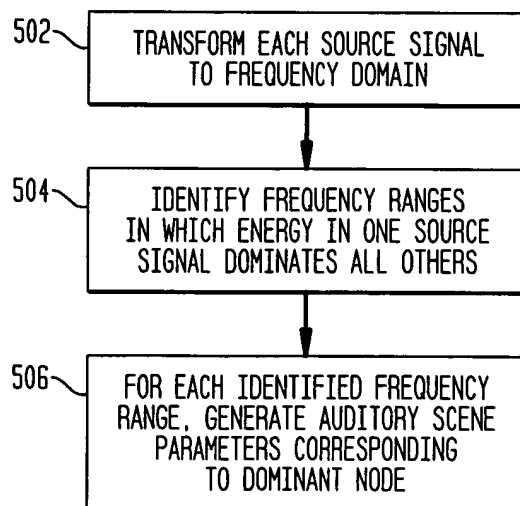 502
TRANSFORM EACH SOURCE SIGNAL
TO FREQUENCY DOMAIN
504
IDENTIFY FREQUENCY RANGES
IN WHICH ENERGY IN ONE SOURCE
SIGNAL DOMINATES ALL OTHERS
506
FOR EACH IDENTIFIED FREQUENCY
RANGE, GENERATE AUDITORY SCENE
PARAMETERS CORRESPONDING
TO DOMINANT NODE